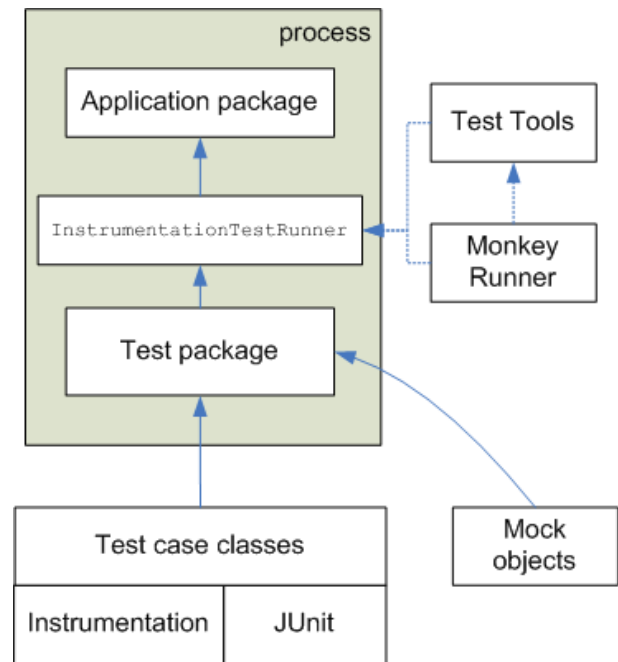 process
Application package
Test Tools
InstrumentationTestRunner
Monkey
Runner
Test package
Test case classes
Mock
objects
Instrumentation
JUnit